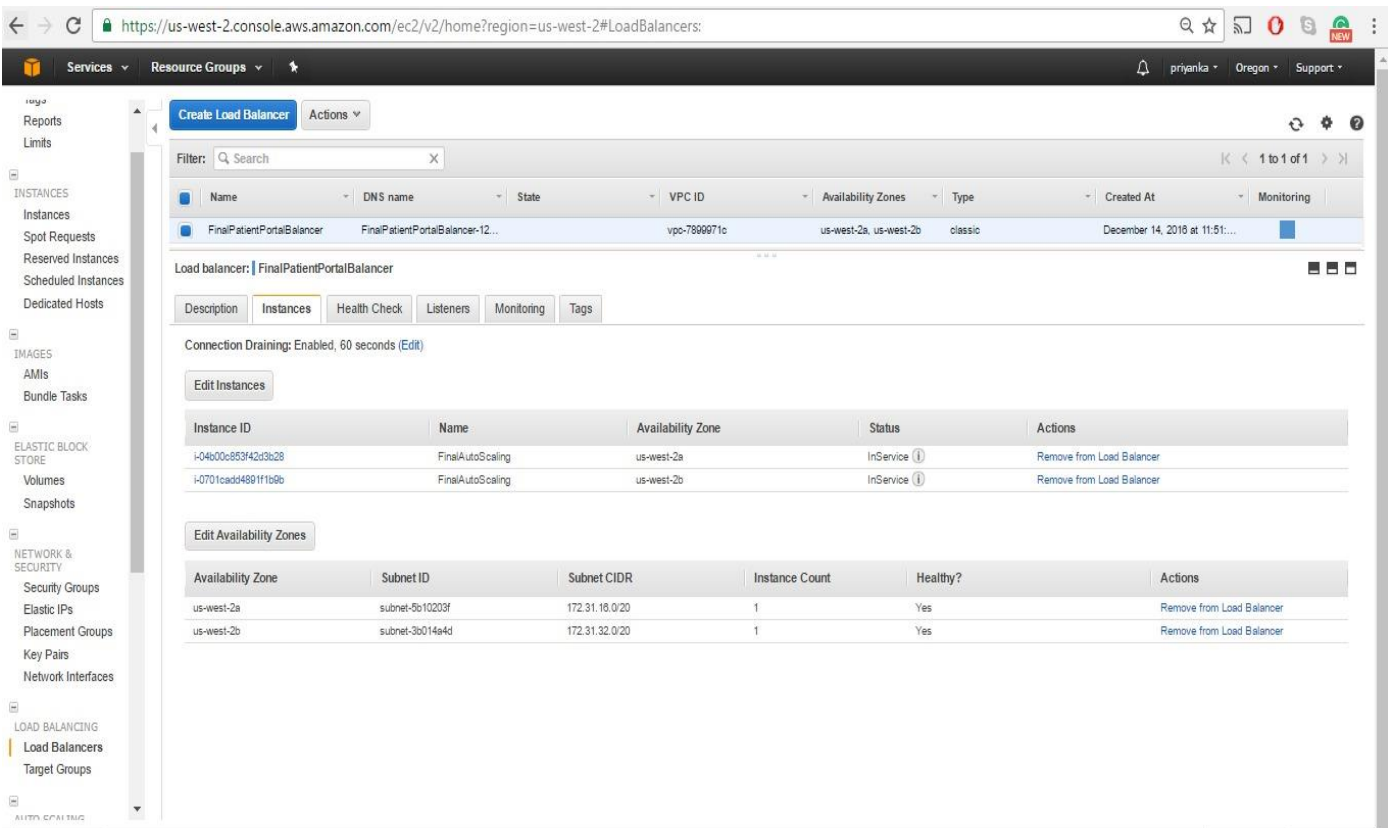 https://us-west-2.console.aws.amazon.com/ec2/v2/home?region=us-west-2#LoadBalancers:
NEW
Services Resource Groups priyanka Oregon Support
Tags
Reports
Limits
INSTANCES
Instances
Spot Requests
Reserved Instances
Scheduled Instances
Dedicated Hosts
IMAGES
AMIs
Bundle Tasks
ELASTIC BLOCK
STORE
Volumes
Snapshots
NETWORK &
SECURITY
Security Groups
Elastic IPs
Placement Groups
Key Pairs
Network Interfaces
LOAD BALANCING
Load Balancers
Target Groups
AUTO SCALING
Create Load Balancer Actions
Filter: Search X 1 to 1 of 1
Name DNS name State VPC ID Availability Zones Type Created At Monitoring
FinalPatientPortalBalancer FinalPatientPortalBalancer-12... vpc-7899971c us-west-2a, us-west-2b classic December 14, 2016 at 11:51:...
Load balancer: FinalPatientPortalBalancer
Description Instances Health Check Listeners Monitoring Tags
Connection Draining: Enabled, 60 seconds (Edit)
Edit Instances
Instance ID Name Availability Zone Status Actions
i-04b00c853f42d3b28 FinalAutoScaling us-west-2a InService i Remove from Load Balancer
i-0701cadd4891f1b9b FinalAutoScaling us-west-2b InService i Remove from Load Balancer
Edit Availability Zones
Availability Zone Subnet ID Subnet CIDR Instance Count Healthy? Actions
us-west-2a subnet-5b10203f 172.31.16.0/20 1 Yes Remove from Load Balancer
us-west-2b subnet-3b014a4d 172.31.32.0/20 1 Yes Remove from Load Balancer